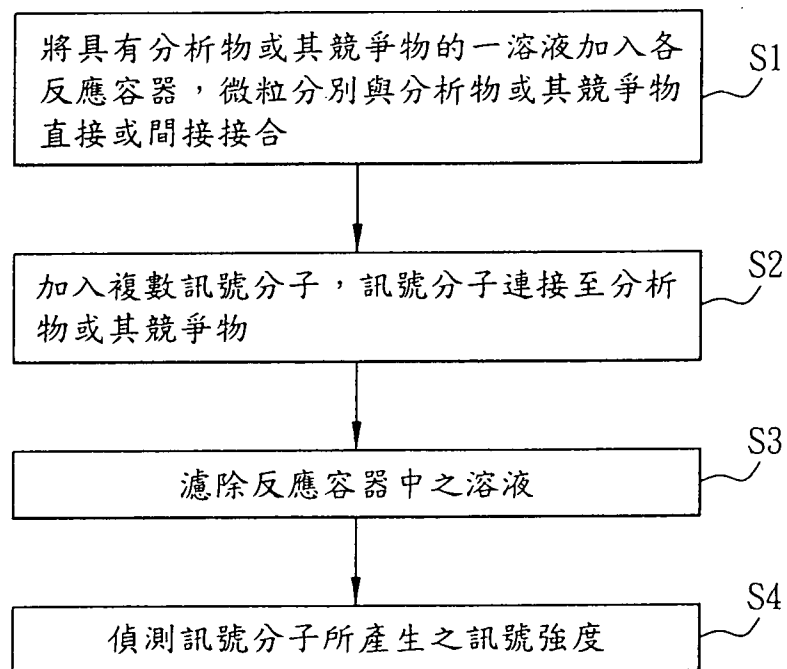 將具有分析物或其競爭物的一溶液加入各
反應容器，微粒分別與分析物或其競爭物
直接或間接接合
S1
加入複數訊號分子，訊號分子連接至分析
物或其競爭物
S2
濾除反應容器中之溶液
S3
偵測訊號分子所產生之訊號強度
S4